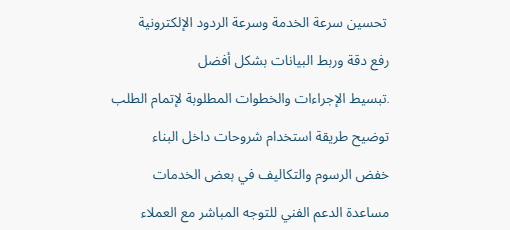 تحسين سرعة الخدمة وسرعة الردود الإلكترونية
رفع دقة وربط البيانات بشكل أفضل
تبسيط الإجراءات والخطوات المطلوبة لإتمام الطلب.
توضيح طريقة استخدام شروحات داخل البناء
خفض الرسوم والتكاليف في بعض الخدمات
مساعدة الدعم الفني للتوجه المباشر مع العملاء